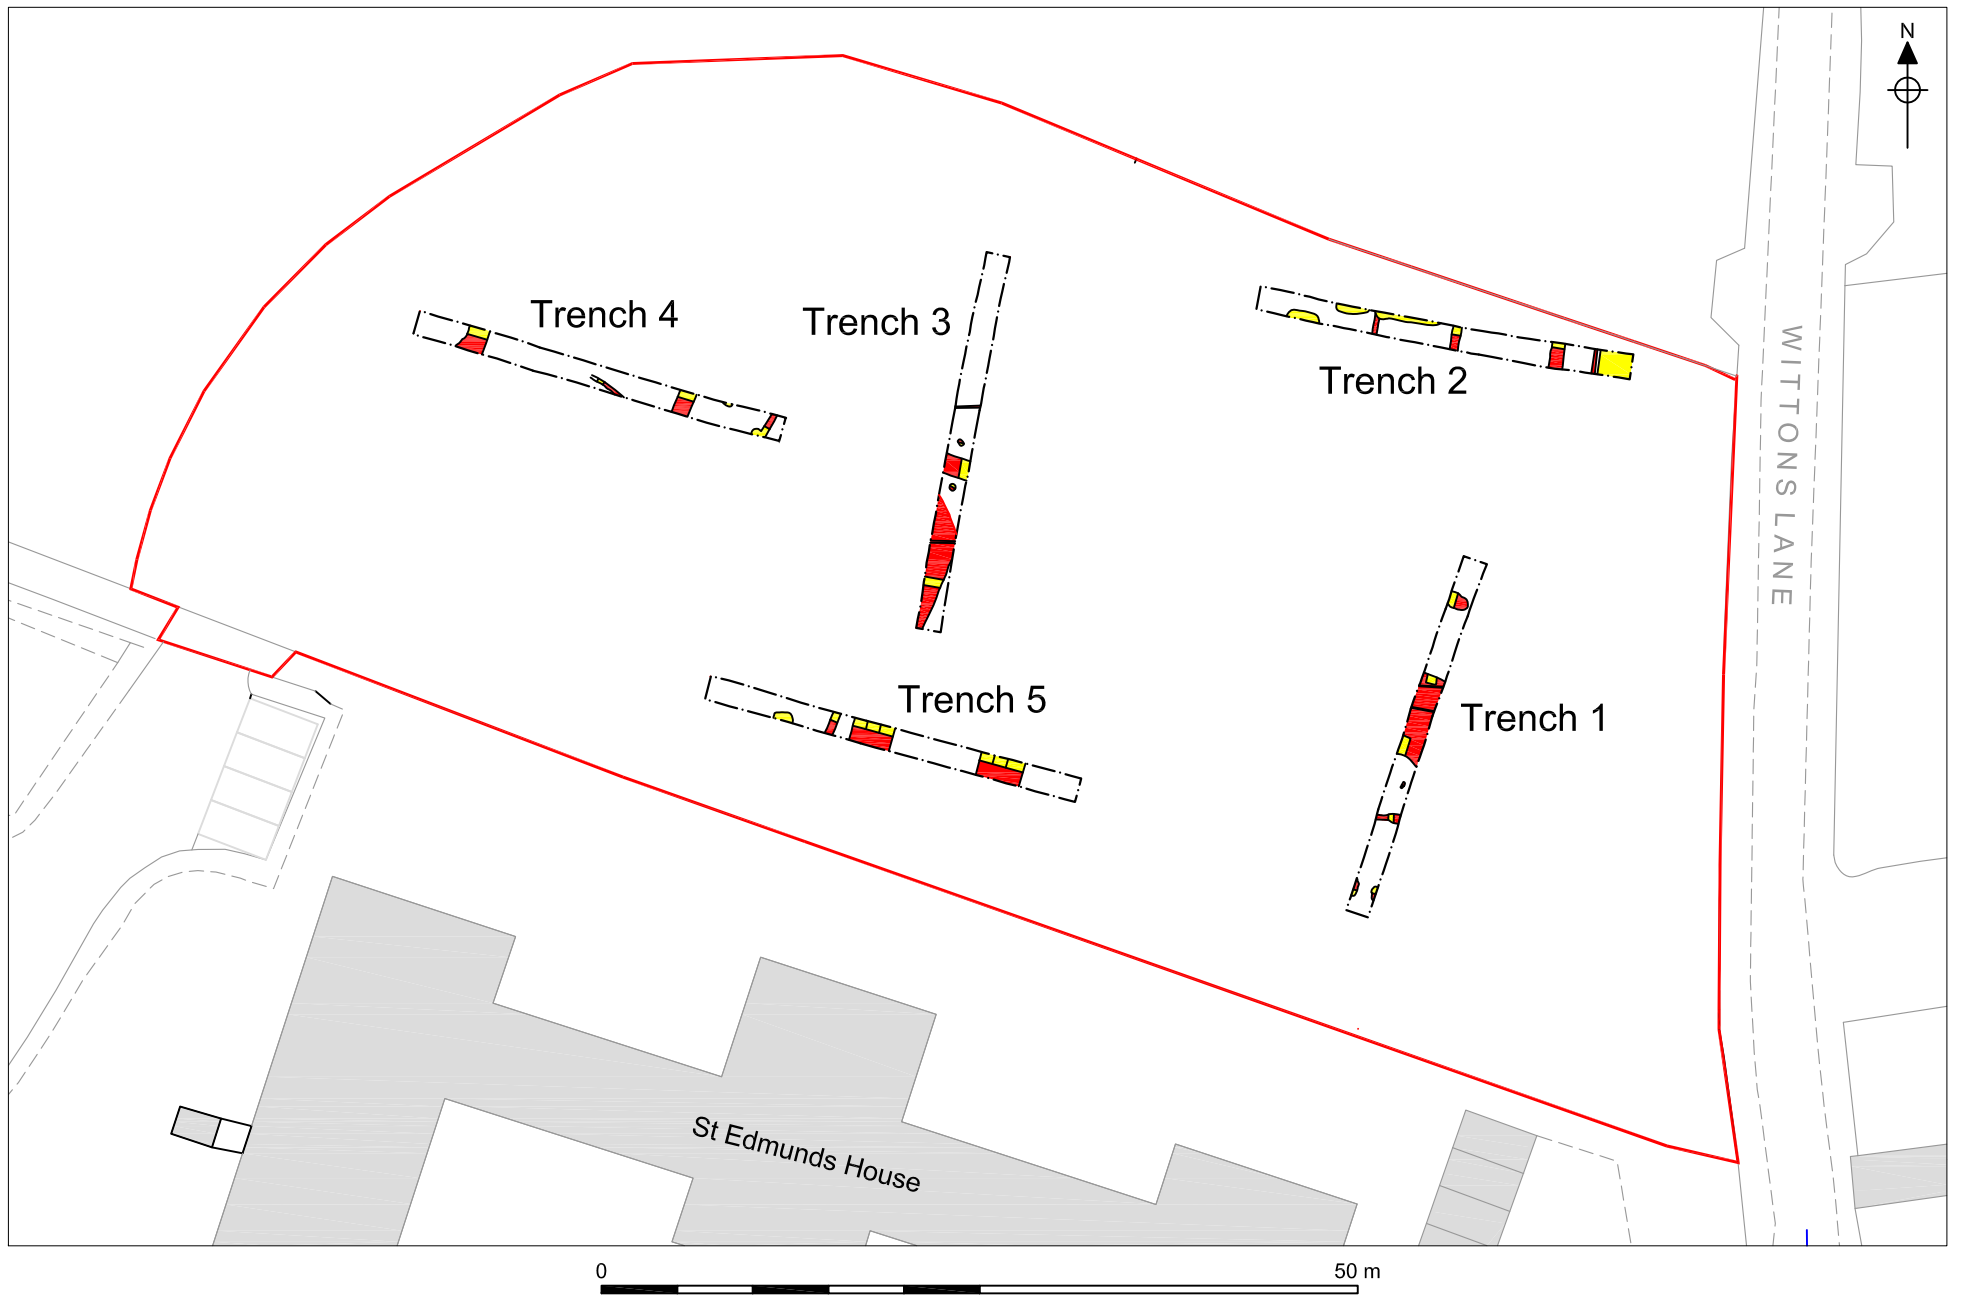 N
Trench 4
Trench 3
Trench 2
WITTONS LANE
Trench 5
Trench 1
St Edmunds House
0
50 m